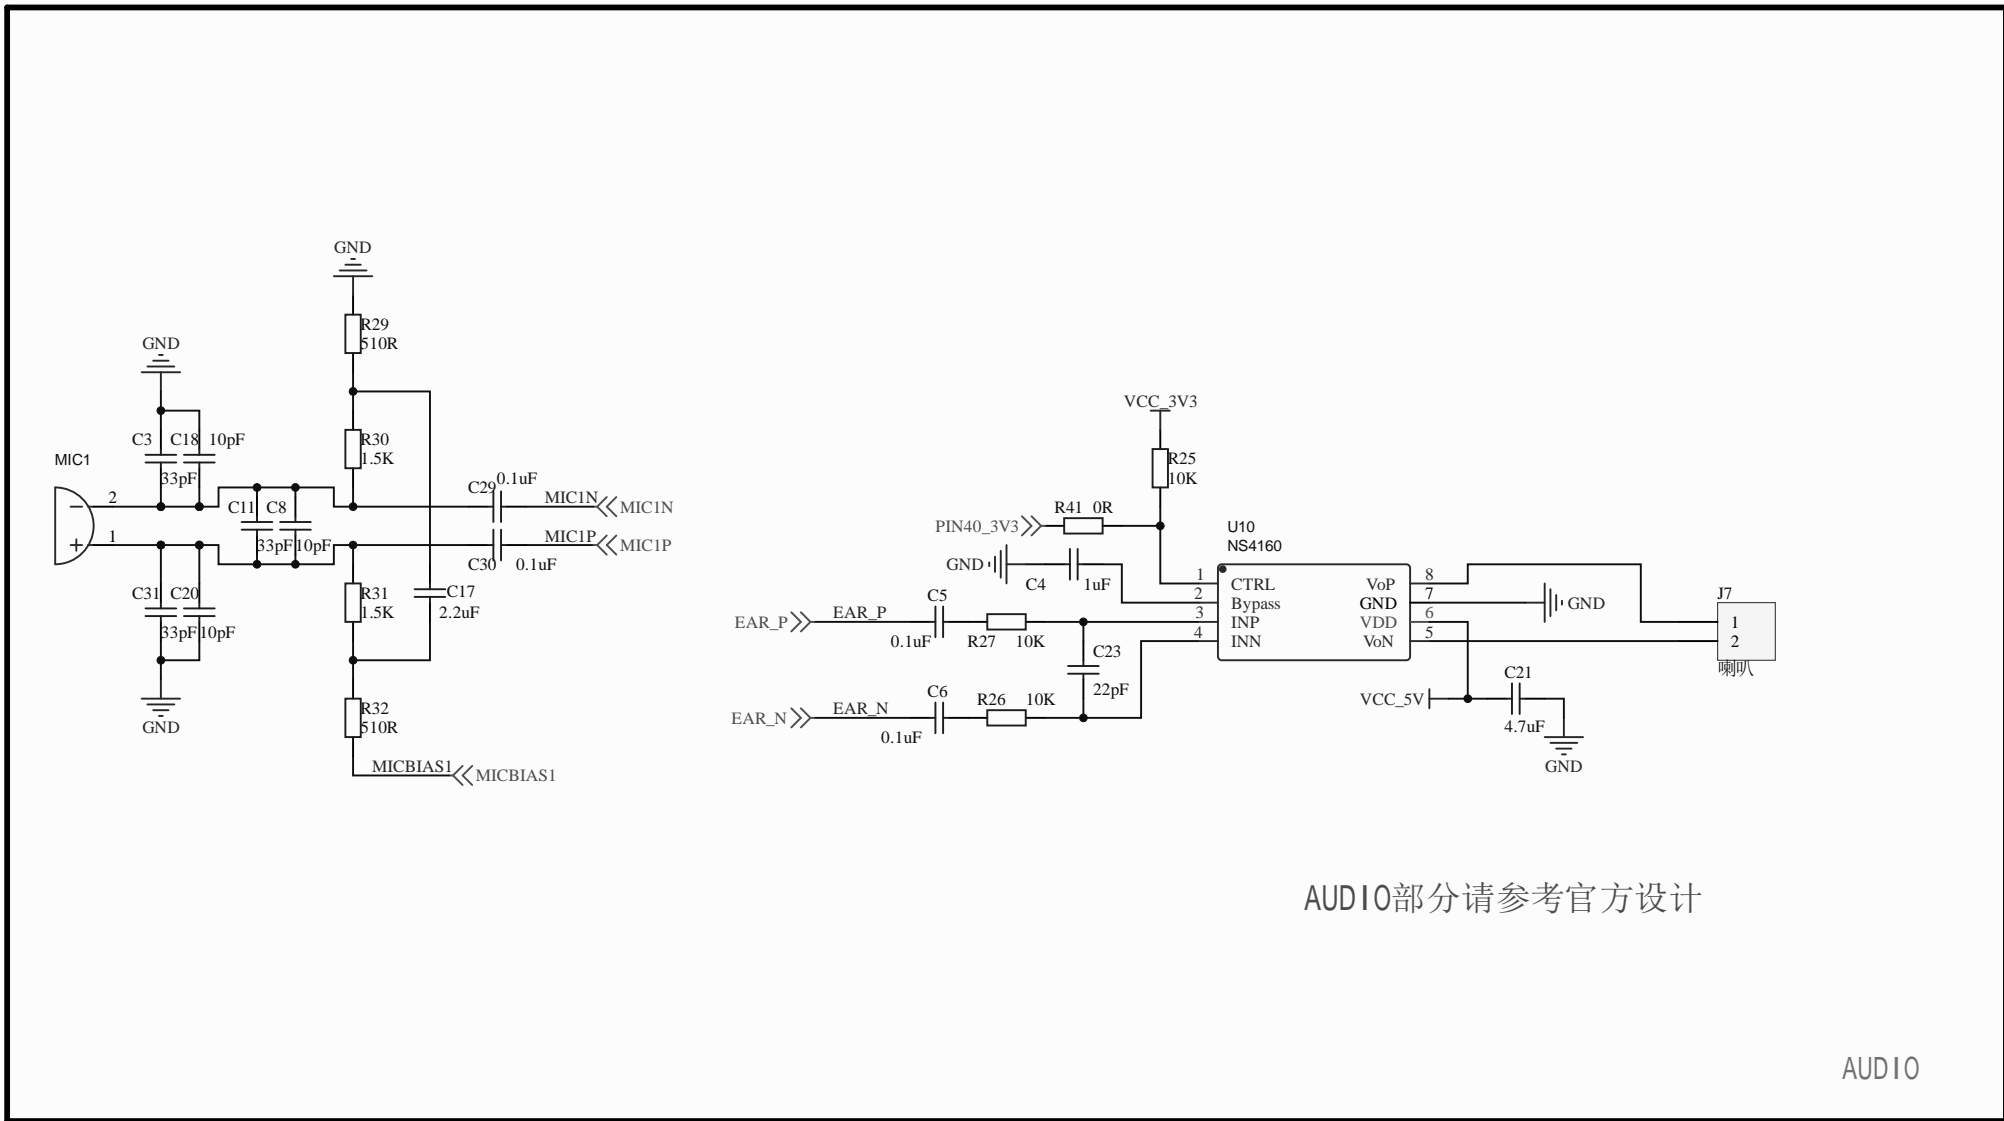 GND
R29
510R
GND
C3
C18
10pF
33pF
R30
1.5K
MIC1
2
1
C11
C8
33pF
10pF
C29
0.1uF
MIC1N
MIC1N
MIC1P
MIC1P
C30
0.1uF
C31
C20
33pF
10pF
R31
1.5K
C17
2.2uF
GND
R32
510R
MICBIAS1
MICBIAS1
VCC_3V3
R25
10K
R41
0R
PIN40_3V3
GND
C4
1uF
U10
NS4160
1
CTRL
2
Bypass
3
INP
4
INN
VoP
8
GND
7
VDD
6
VoN
5
EAR_P
EAR_P
C5
0.1uF
R27
10K
C23
22pF
EAR_N
EAR_N
C6
0.1uF
R26
10K
GND
J7
1
2
喇叭
VCC_5V
C21
4.7uF
GND
AUDIO部分请参考官方设计
AUDIO